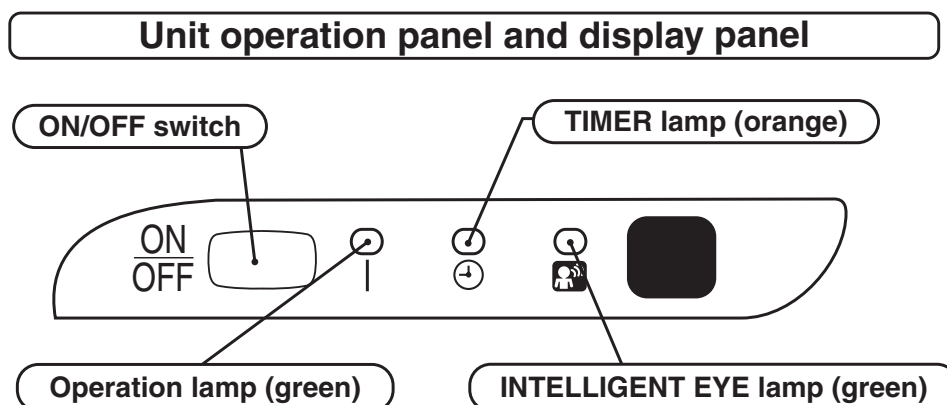 Unit operation panel and display panel
ON/OFF switch
TIMER lamp (orange)
ON
OFF
Operation lamp (green)
INTELLIGENT EYE lamp (green)